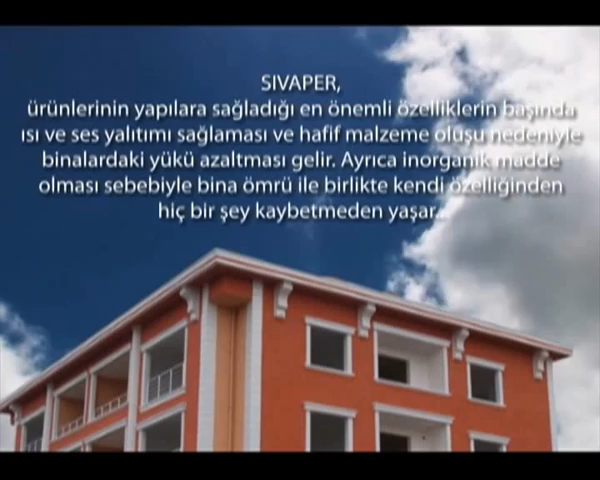 SIVAPER,
ürünlerinin yapılara sağladığı en önemli özelliklerin başında
ısı ve ses yalıtımı sağlaması ve hafif malzeme oluşu nedeniyle
binalardaki yükü azaltması gelir. Ayrıca inorganik madde
olması sebebiyle bina ömrü ile birlikte kendi özelliğinden
hiç bir şey kaybetmeden yaşar...